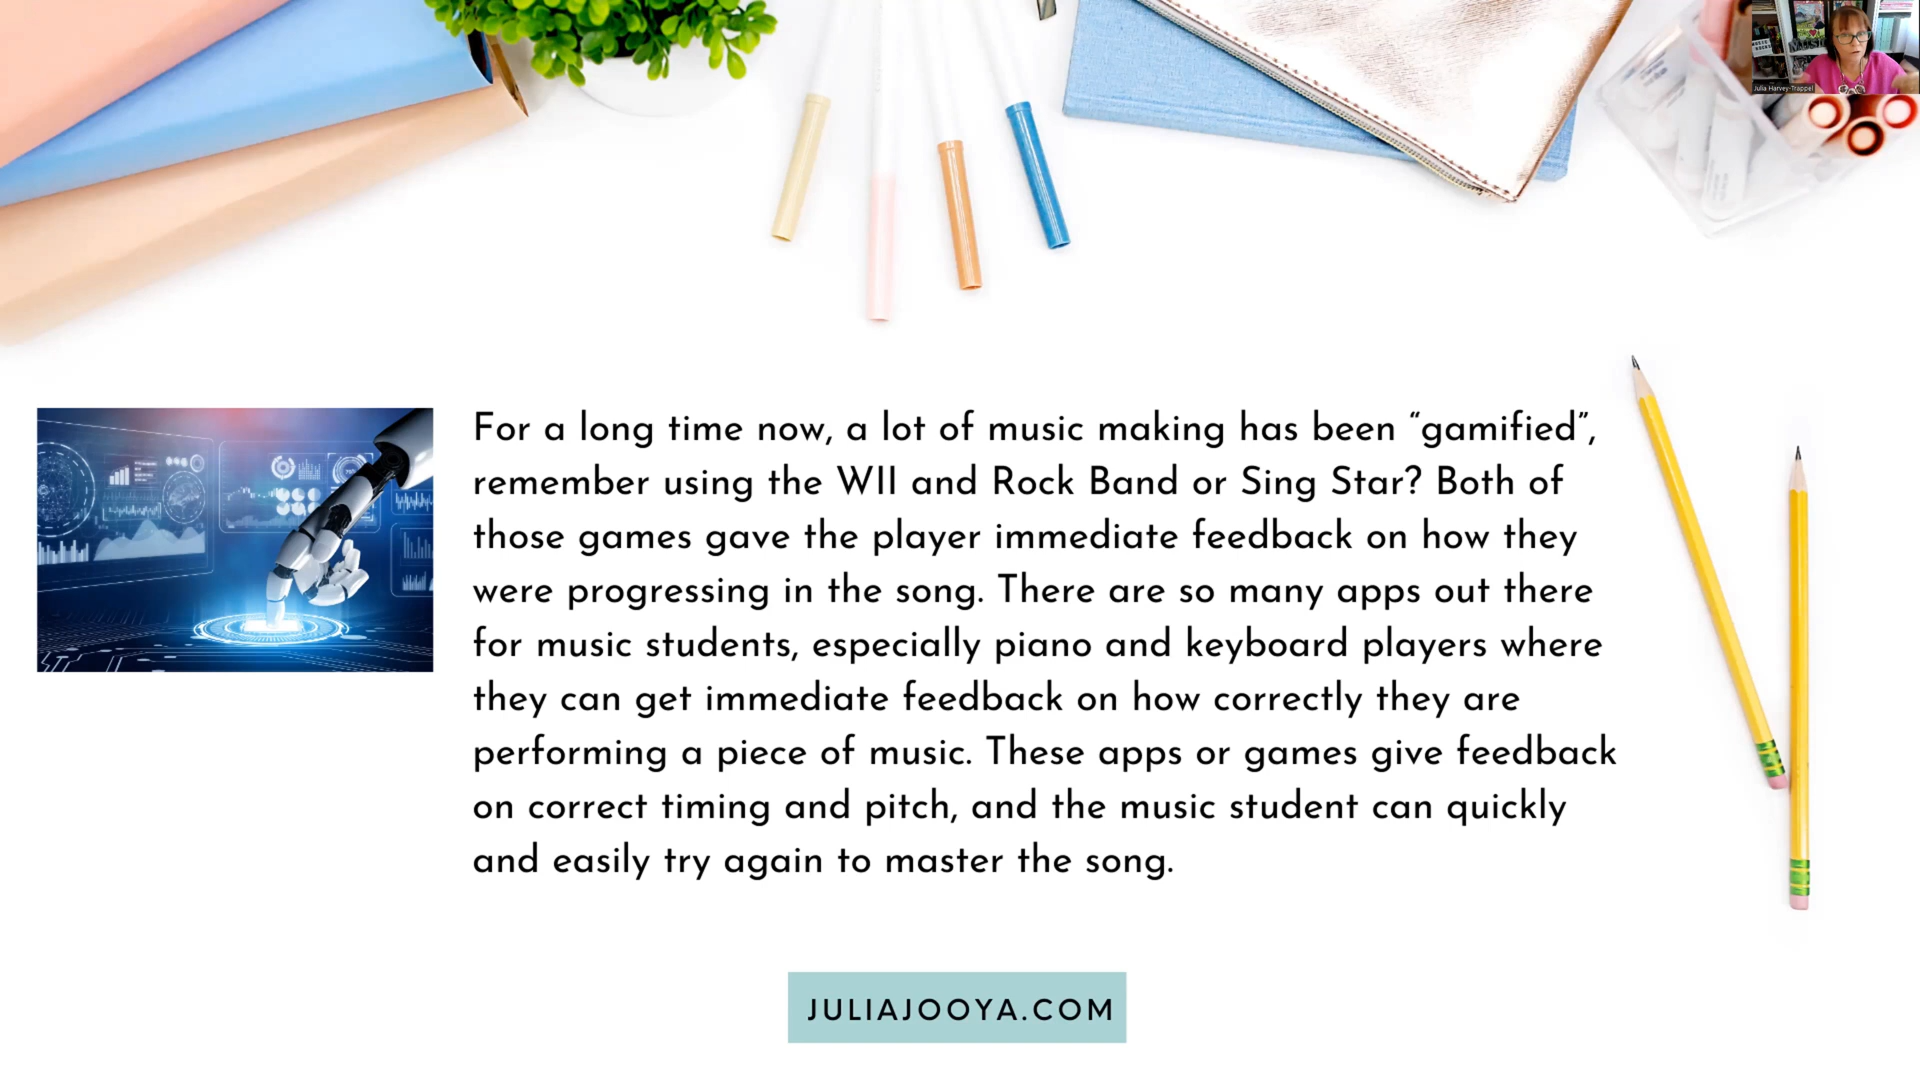 Julia Harvey-Trappel
For a long time now, a lot of music making has been “gamified”,
remember using the WII and Rock Band or Sing Star? Both of
those games gave the player immediate feedback on how they
were progressing in the song. There are so many apps out there
for music students, especially piano and keyboard players where
they can get immediate feedback on how correctly they are
performing a piece of music. These apps or games give feedback
on correct timing and pitch, and the music student can quickly
and easily try again to master the song.
JULIAJOOYA.COM